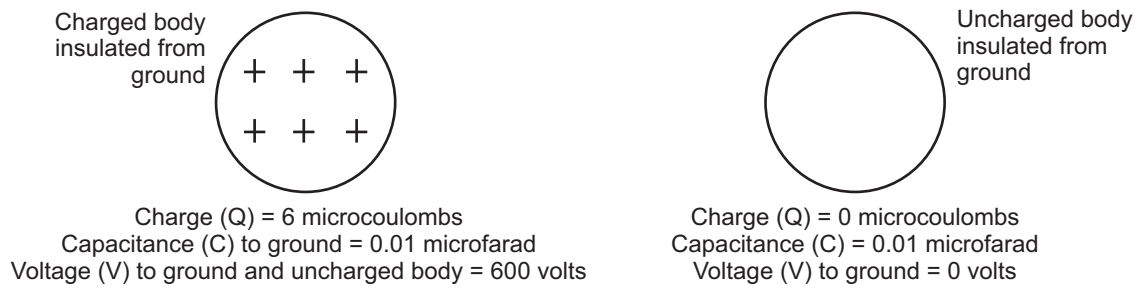 Charged body
insulated from
ground
+ + +
+ + +
Charge (Q) = 6 microcoulombs
Capacitance (C) to ground = 0.01 microfarad
Voltage (V) to ground and uncharged body = 600 volts
Uncharged body
insulated from
ground
Charge (Q) = 0 microcoulombs
Capacitance (C) = 0.01 microfarad
Voltage (V) to ground = 0 volts